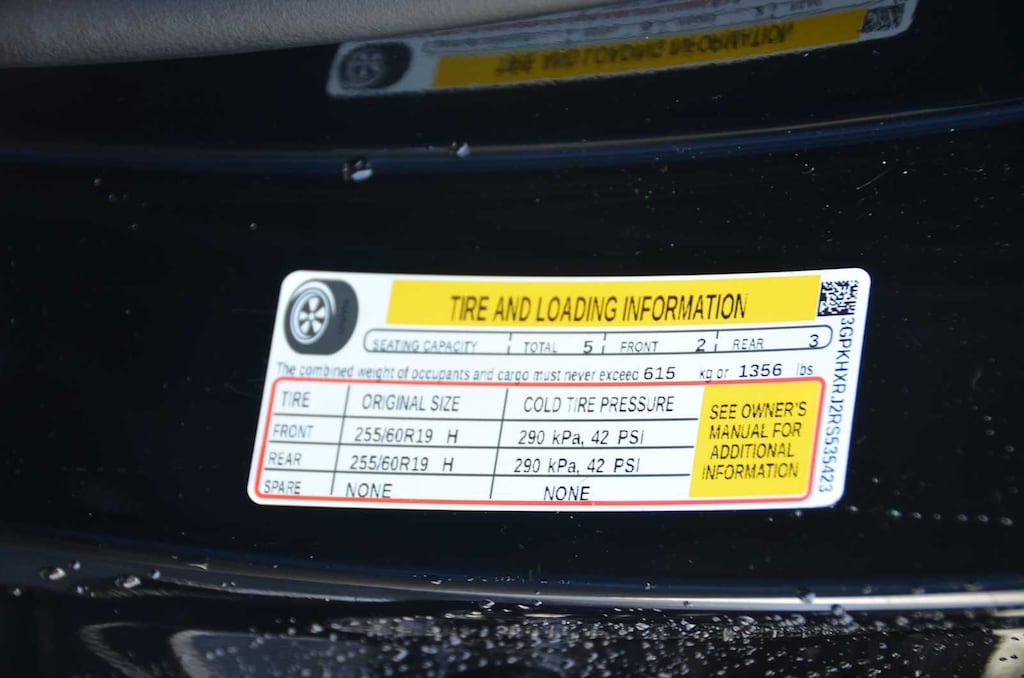 TIRE AND LOADING INFORMATION
SEATING CAPACITY TOTAL 5 FRONT 2 REAR 3
The combined weight of occupants and cargo must never exceed 615 kg or 1356 lbs
TIRE ORIGINAL SIZE COLD TIRE PRESSURE
FRONT 255/60R19 H 290 kPa, 42 PSI
REAR 255/60R19 H 290 kPa, 42 PSI
SPARE NONE NONE
SEE OWNER'S
MANUAL FOR
ADDITIONAL
INFORMATION
3GPKHXRJ2RS535423